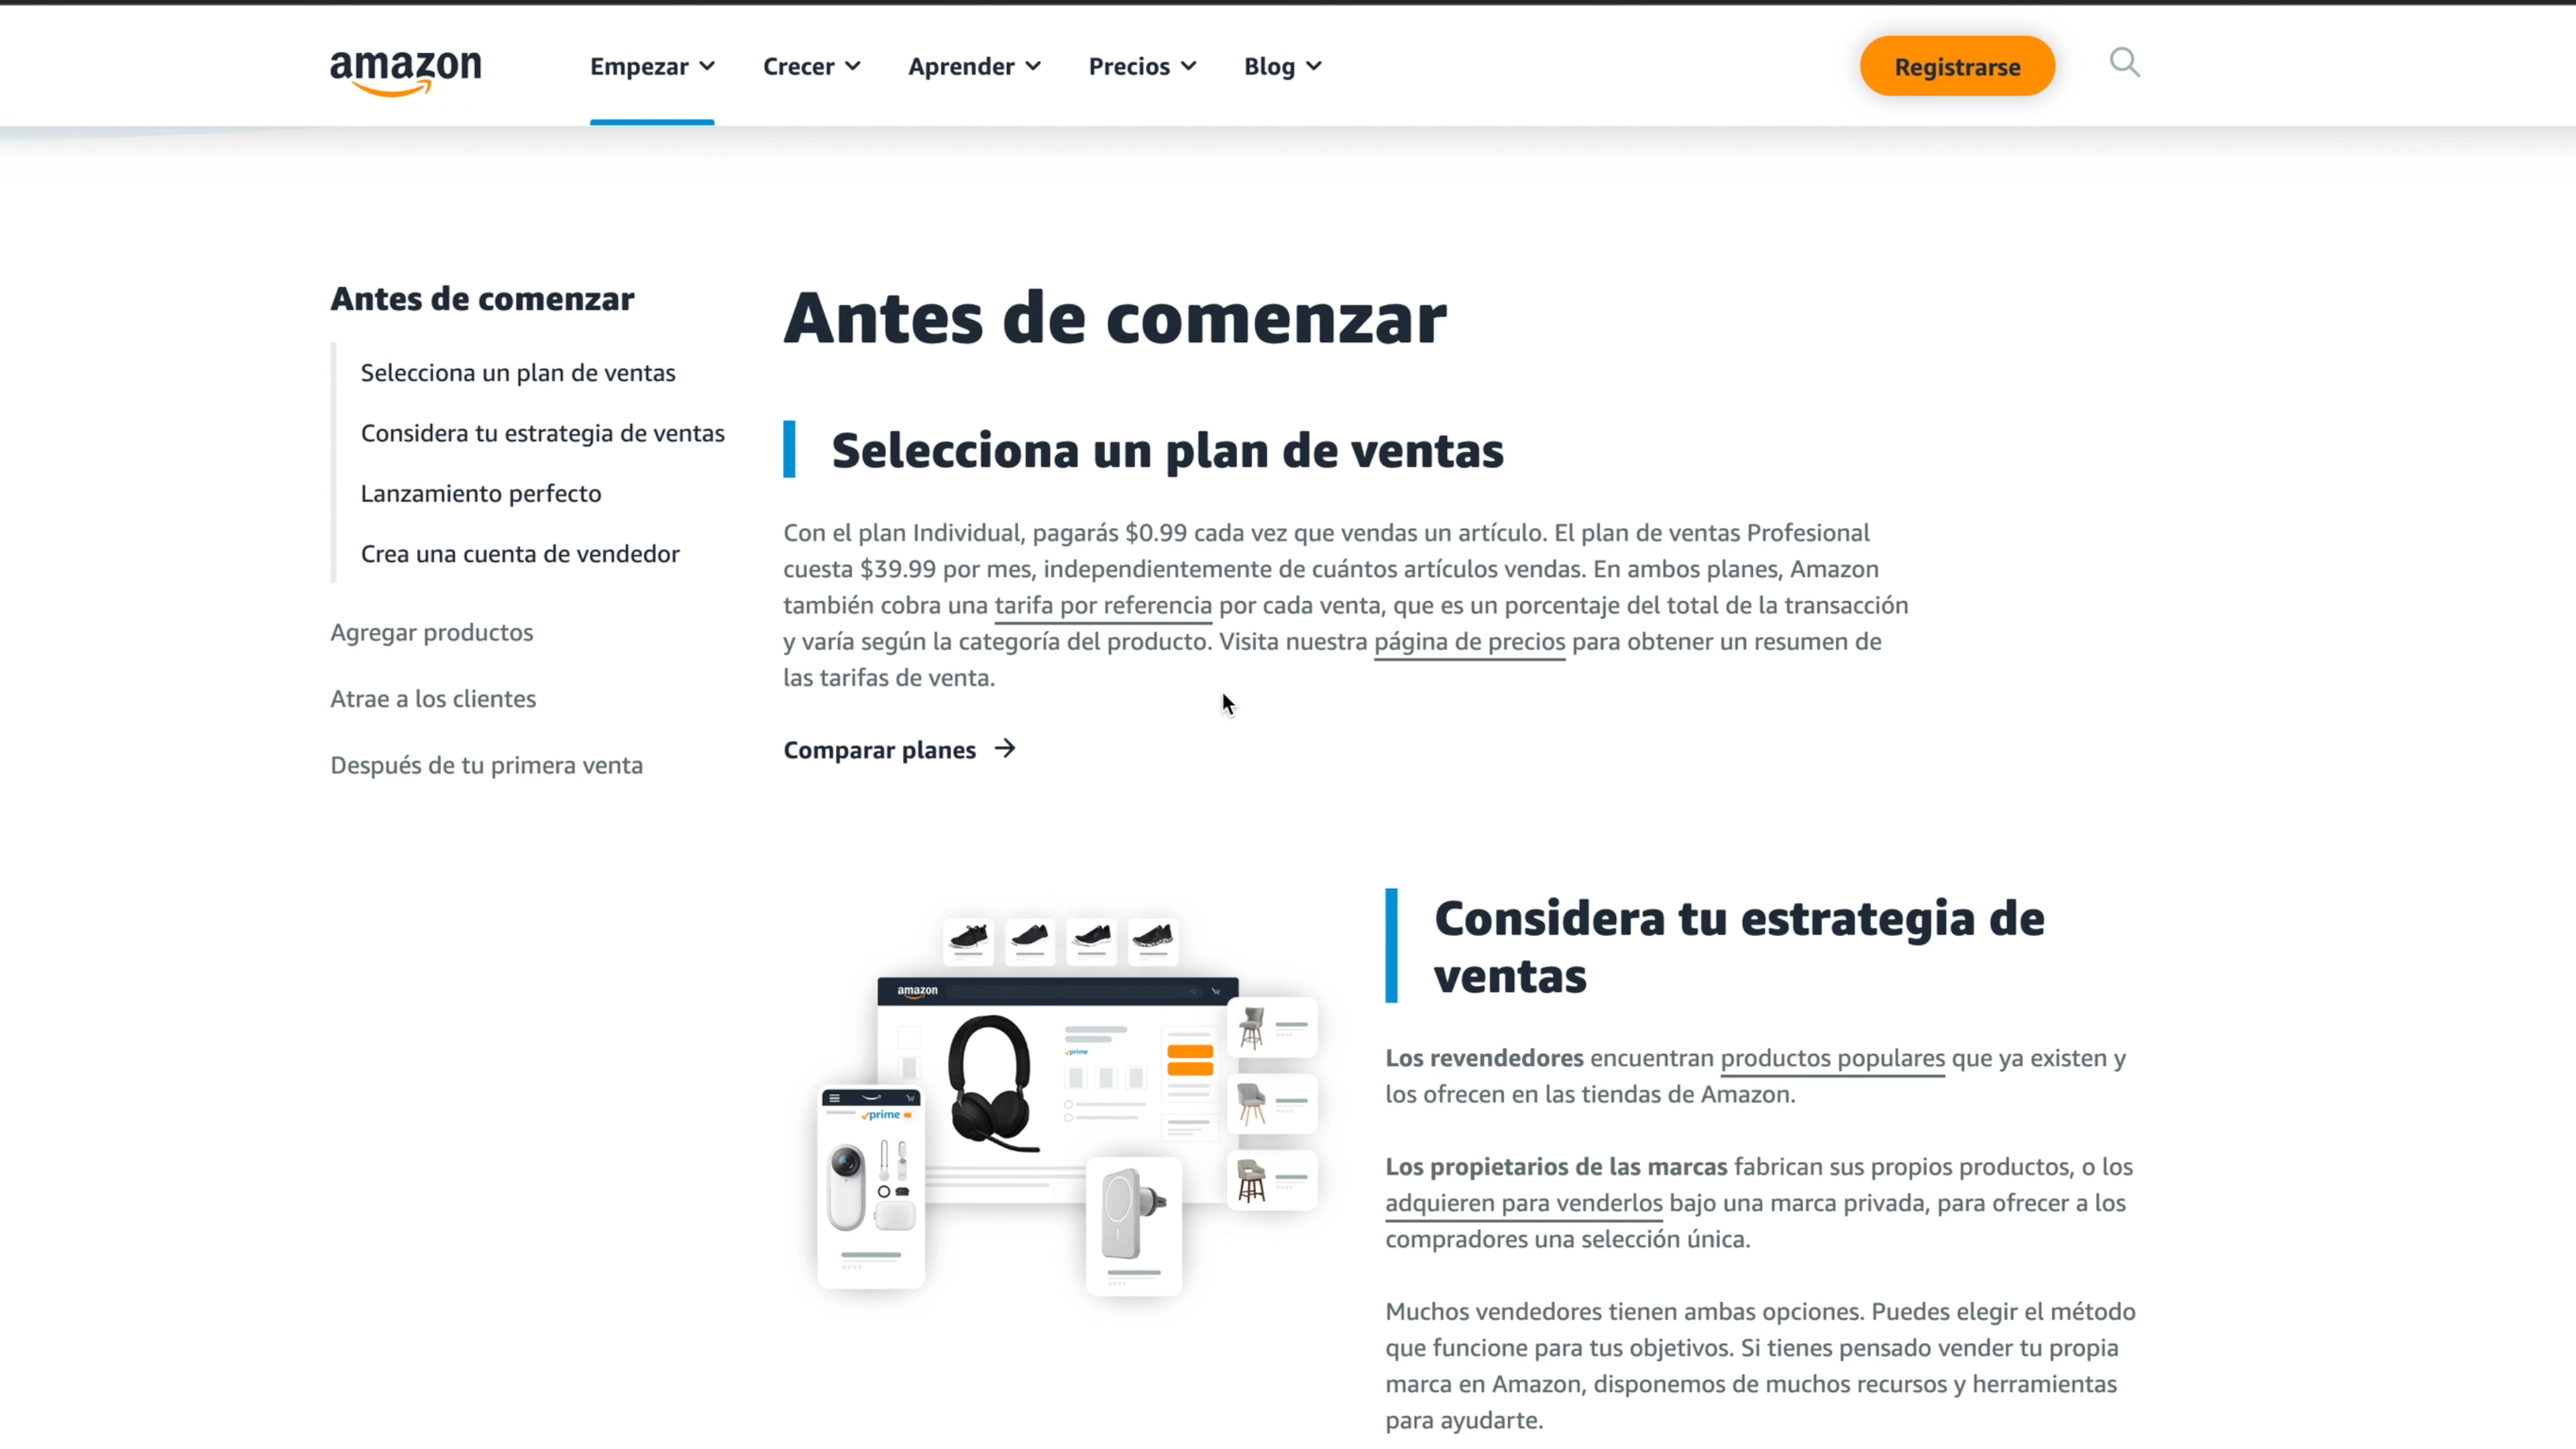 amazon
Empezar
Crecer
Aprender
Precios
Blog
Registrarse
Antes de comenzar
Selecciona un plan de ventas
Considera tu estrategia de ventas
Lanzamiento perfecto
Crea una cuenta de vendedor
Agregar productos
Atrae a los clientes
Después de tu primera venta
Antes de comenzar
Selecciona un plan de ventas
Con el plan Individual, pagarás $0.99 cada vez que vendas un artículo. El plan de ventas Profesional
cuesta $39.99 por mes, independientemente de cuántos artículos vendas. En ambos planes, Amazon
también cobra una tarifa por referencia por cada venta, que es un porcentaje del total de la transacción
y varía según la categoría del producto. Visita nuestra página de precios para obtener un resumen de
las tarifas de venta.
Comparar planes
amazon
prime
prime
Considera tu estrategia de
ventas
Los revendedores encuentran productos populares que ya existen y
los ofrecen en las tiendas de Amazon.
Los propietarios de las marcas fabrican sus propios productos, o los
adquieren para venderlos bajo una marca privada, para ofrecer a los
compradores una selección única.
Muchos vendedores tienen ambas opciones. Puedes elegir el método
que funcione para tus objetivos. Si tienes pensado vender tu propia
marca en Amazon, disponemos de muchos recursos y herramientas
para ayudarte.